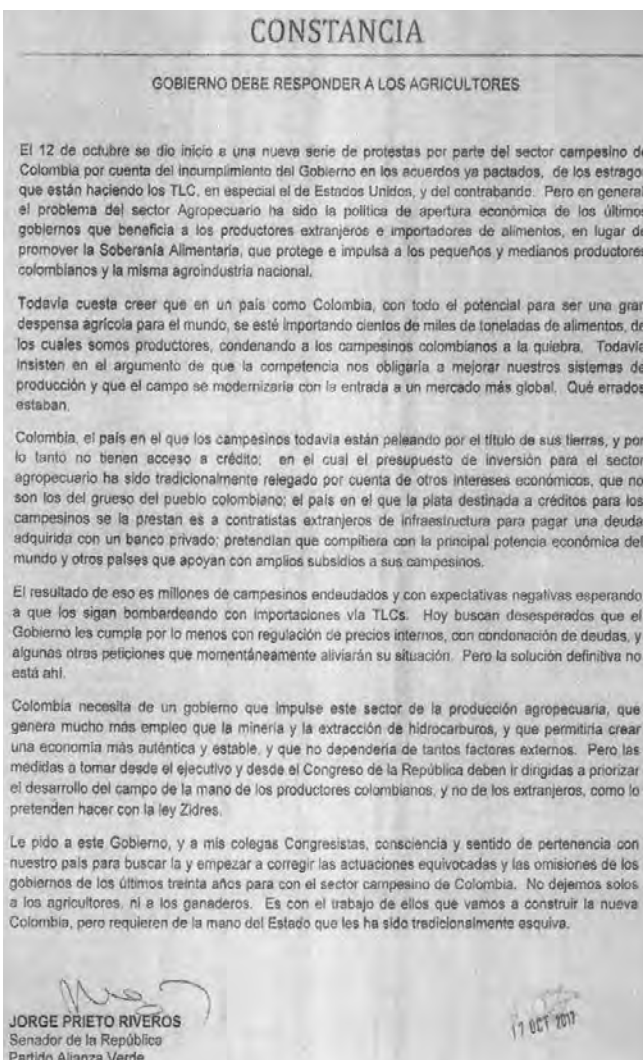 CONSTANCIA
GOBIERNO DEBE RESPONDER A LOS AGRICULTORES
El 12 de octubre se dio inicio a una nueva serie de protestas por parte del sector campesino de
Colombia por cuenta del incumplimiento del Gobierno en los acuerdos ya pactados, de los estrago
que están haciendo los TLC, en especial el de Estados Unidos, y del contrabando. Pero en general
el problema del sector Agropecuario ha sido la política de apertura económica de los último
gobiernos que beneficia a los productores extranjeros e importadores de alimentos, en lugar de
promover la Soberanía Alimentaria, que protege e impulsa a los pequeños y medianos productore
colombianos y la misma agroindustria nacional.
Todavía cuesta creer que en un país como Colombia, con todo el potencial para ser una gran
despensa agrícola para el mundo, se esté importando cientos de miles de toneladas de alimentos, de
los cuales somos productores, condenando a los campesinos colombianos a la quiebra. Todavía
insisten en el argumento de que la competencia nos obligaría a mejorar nuestros sistemas de
producción y que el campo se modernizaría con la entrada a un mercado más global. Qué errados
estaban.
Colombia, el país en el que los campesinos todavía están peleando por el título de sus tierras, y por
lo tanto no tienen acceso a crédito; en el cual el presupuesto de inversión para el sector
agropecuario ha sido tradicionalmente relegado por cuenta de otros intereses económicos, que no
son los del grueso del pueblo colombiano; el país en el que la plata destinada a créditos para los
campesinos se la prestan es a contratistas extranjeros de infraestructura para pagar una deuda
adquirida con un banco privado; pretendían que compitiera con la principal potencia económica del
mundo y otros países que apoyan con amplios subsidios a sus campesinos.
El resultado de eso es millones de campesinos endeudados y con expectativas negativas esperando
a que los sigan bombardeando con importaciones vía TLCs. Hoy buscan desesperados que el
Gobierno les cumpla por lo menos con regulación de precios internos, con condonación de deudas, y
algunas otras peticiones que momentáneamente aliviarán su situación. Pero la solución definitiva no
está ahí.
Colombia necesita de un gobierno que impulse este sector de la producción agropecuaria, que
genera mucho más empleo que la minería y la extracción de hidrocarburos, y que permitiría crear
una economía más auténtica y estable, y que no dependería de tantos factores externos. Pero las
medidas a tomar desde el ejecutivo y desde el Congreso de la República deben ir dirigidas a priorizar
el desarrollo del campo de la mano de los productores colombianos, y no de los extranjeros, como lo
pretenden hacer con la ley Zidres.
Le pido a este Gobierno, y a mis colegas Congresistas, consciencia y sentido de pertenencia con
nuestro país para buscar la y empezar a corregir las actuaciones equivocadas y las omisiones de los
gobiernos de los últimos treinta años para con el sector campesino de Colombia. No dejemos solos
a los agricultores, ni a los ganaderos. Es con el trabajo de ellos que vamos a construir la nueva
Colombia, pero requieren de la mano del Estado que les ha sido tradicionalmente esquiva.
JORGE PRIETO RIVEROS
Senador de la República
Partido Alianza Verde
17 OCT 2017